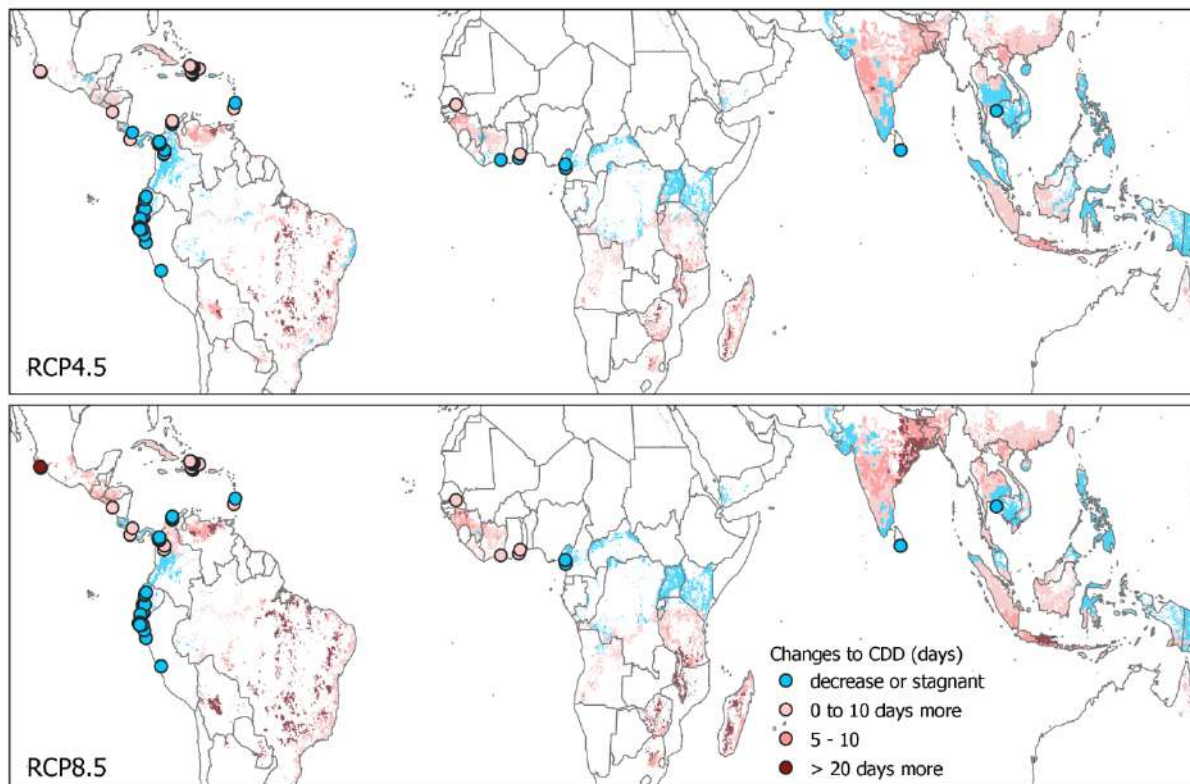 RCP4.5
RCP8.5
Changes to CDD (days)
decrease or stagnant
0 to 10 days more
5 - 10
> 20 days more